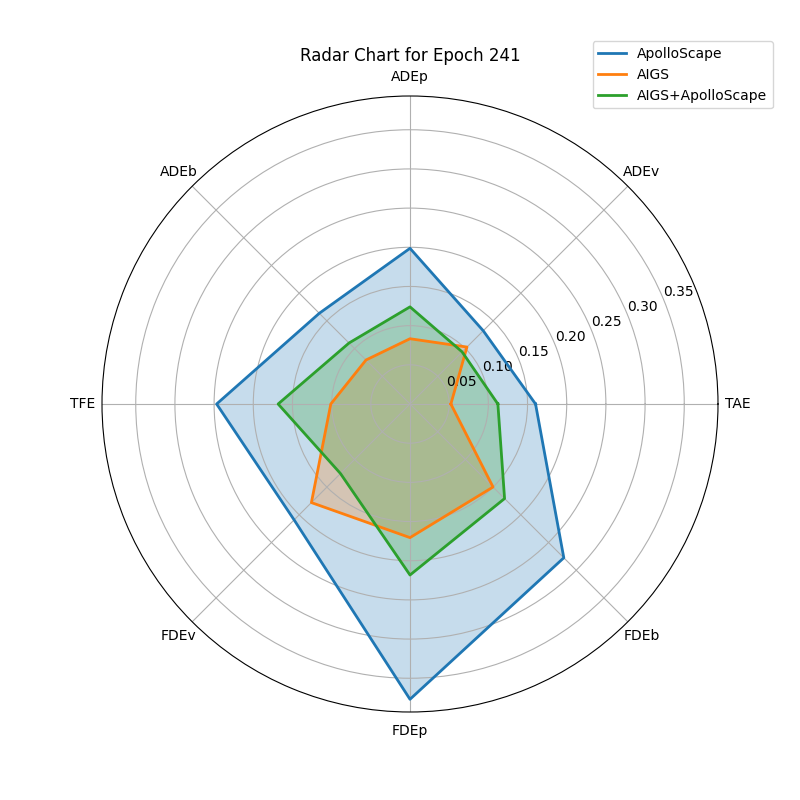 Radar Chart for Epoch 241
ApolloScape
AIGS
AIGS+ApolloScape
ADEp
ADEb
ADEv
0.35
0.30
0.25
0.20
0.15
0.10
0.05
TFE
TAE
FDEv
FDEb
FDEp